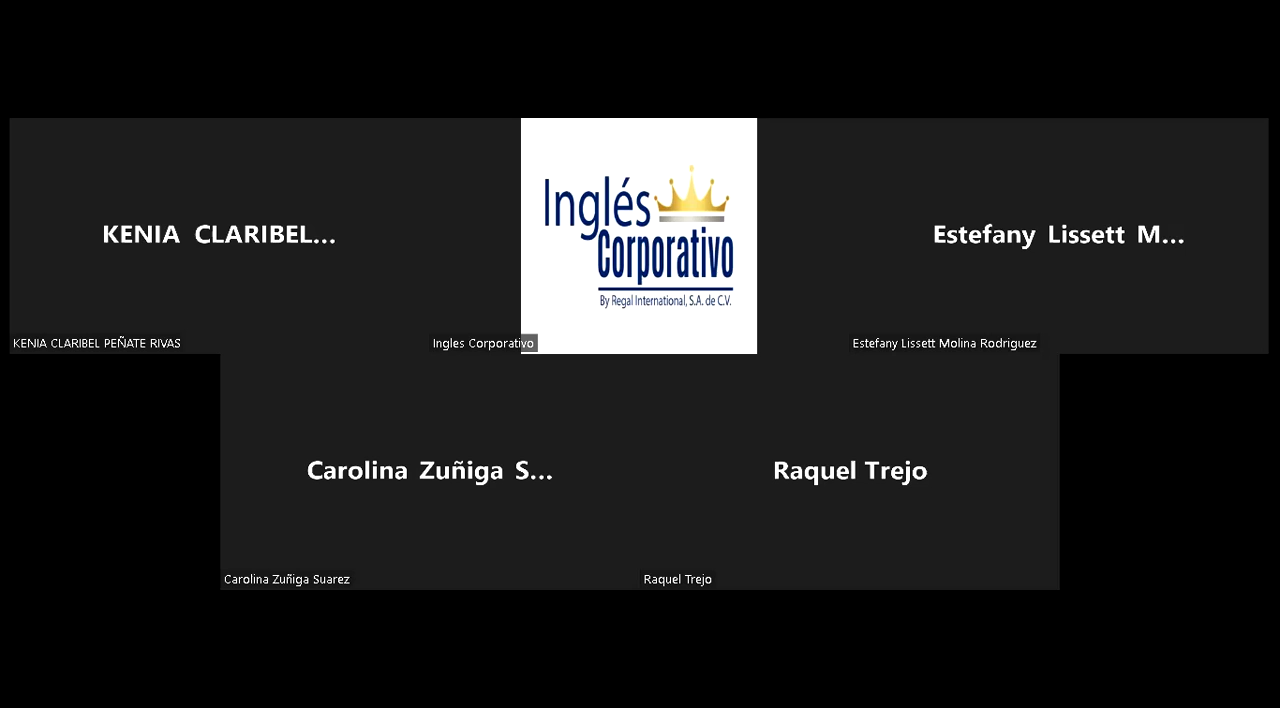 KENIA CLARIBEL...
KENIA CLARIBEL PEÑATE RIVAS
Inglés
Corporativo
By Regal International, S.A. de C.V.
Ingles Corporativo
Estefany Lissett M...
Estefany Lissett Molina Rodriguez
Carolina Zuñiga S...
Carolina Zuñiga Suarez
Raquel Trejo
Raquel Trejo